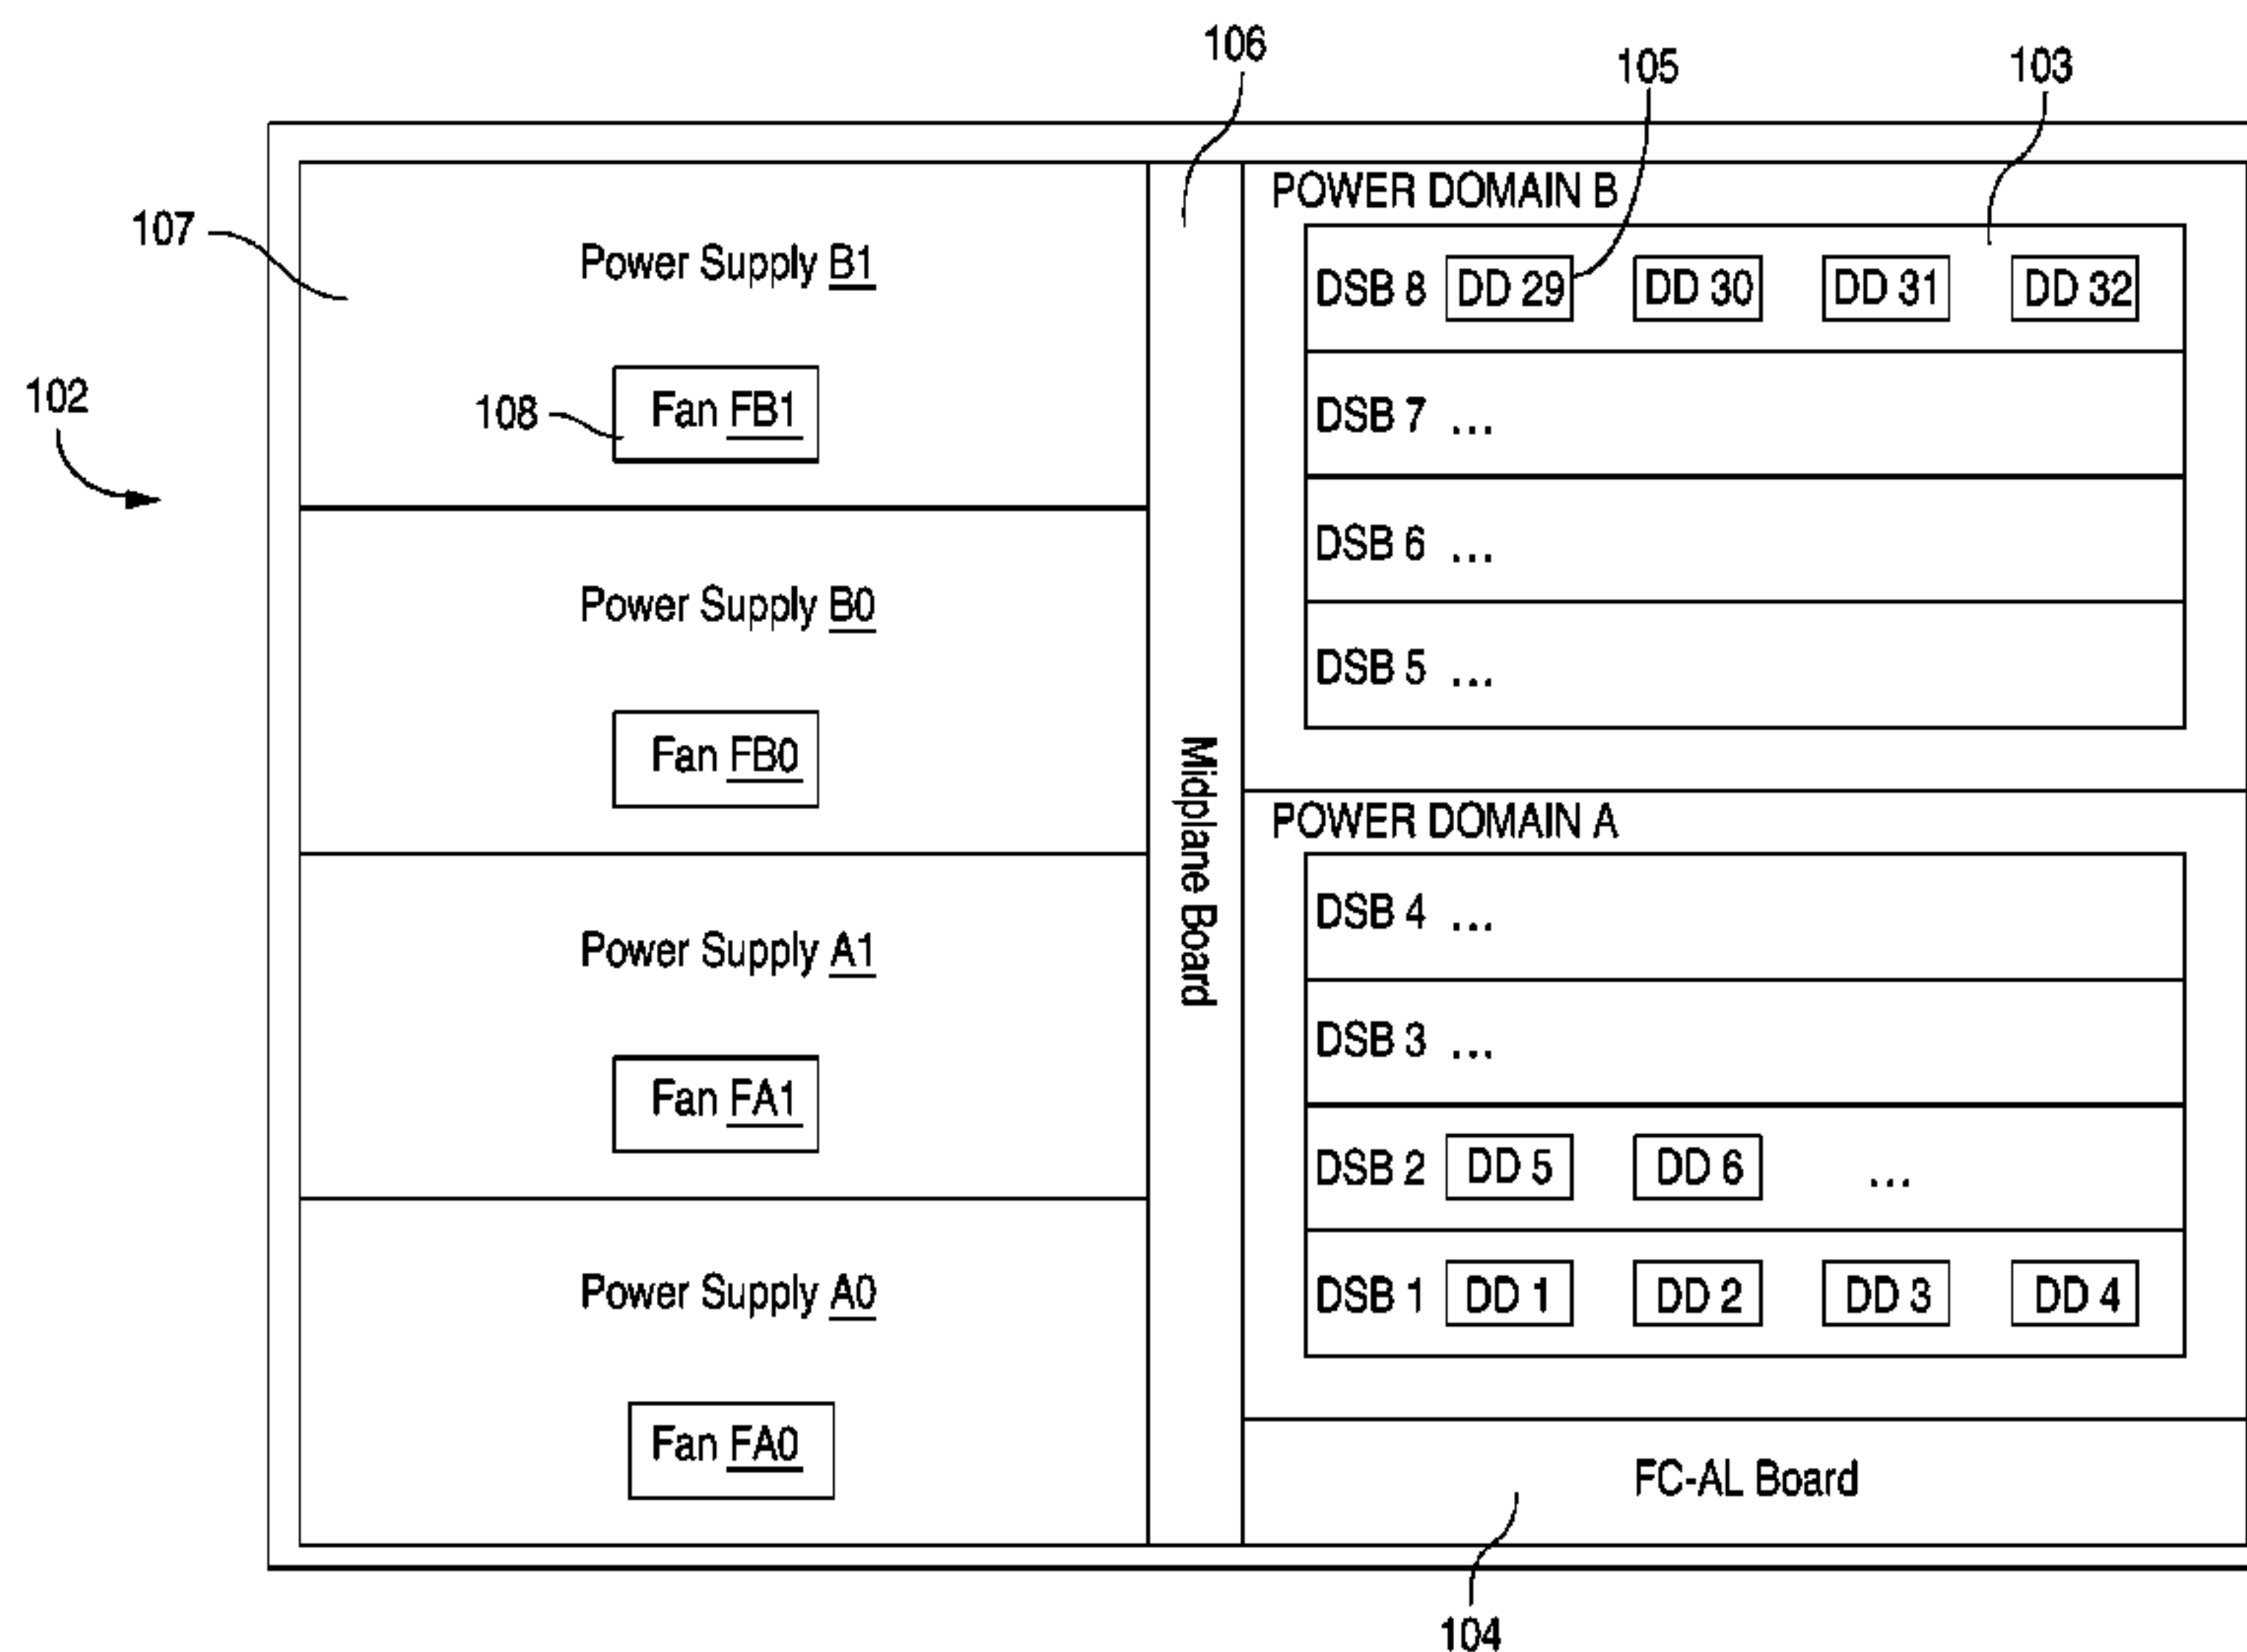 106
105
103
107
102
Power Supply B1
108
Fan FB1
Power Supply B0
Fan FB0
Power Supply A1
Fan FA1
Power Supply A0
Fan FA0
Midplane Board
POWER DOMAIN B
DSB 8 DD 29 DD 30 DD 31 DD 32
DSB 7 ...
DSB 6 ...
DSB 5 ...
POWER DOMAIN A
DSB 4 ...
DSB 3 ...
DSB 2 DD 5 DD 6 ...
DSB 1 DD 1 DD 2 DD 3 DD 4
FC-AL Board
104